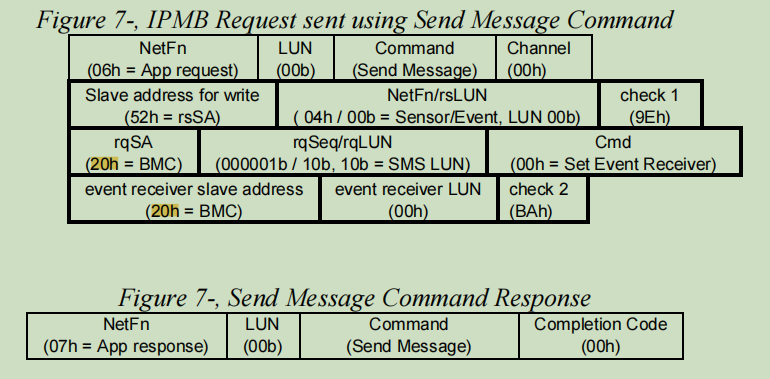 Figure 7-, IPMB Request sent using Send Message Command
NetFn LUN Command Channel
(06h = App request) (00b) (Send Message) (00h)
Slave address for write NetFn/rsLUN check 1
(52h = rsSA) ( 04h / 00b = Sensor/Event, LUN 00b) (9Eh)
rqSA rqSeq/rqLUN Cmd
(20h = BMC) (000001b / 10b, 10b = SMS LUN) (00h = Set Event Receiver)
event receiver slave address event receiver LUN check 2
(20h = BMC) (00h) (BAh)
Figure 7-, Send Message Command Response
NetFn LUN Command Completion Code
(07h = App response) (00b) (Send Message) (00h)